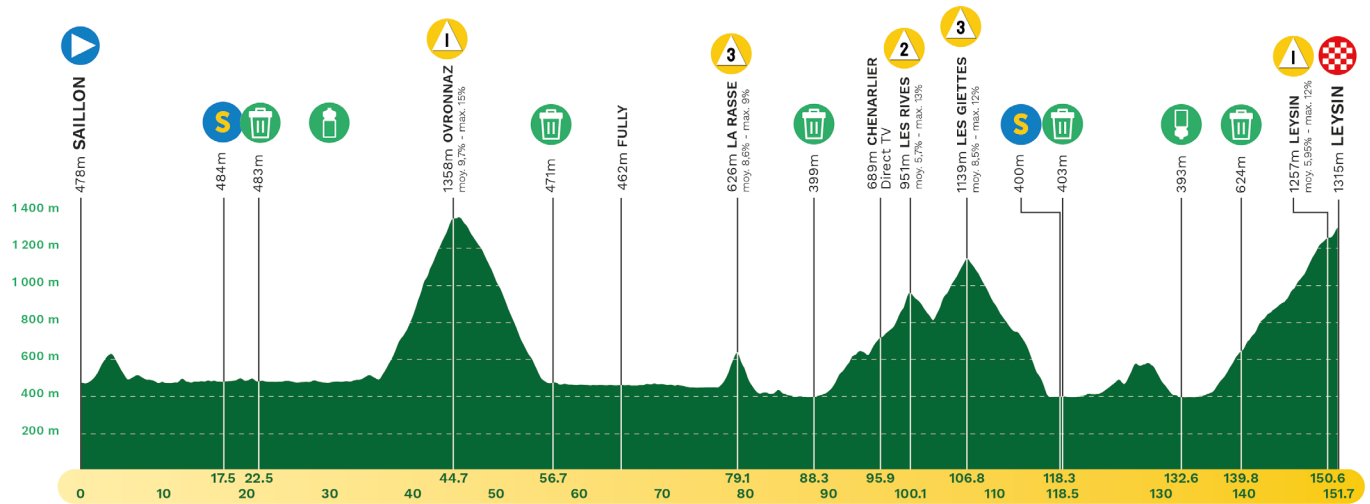 I
3
2
3
I
S
S
478m SAILLON
484m
483m
1358m OVRONNAZ
moy. 9,7% - max. 15%
471m
462m FULLY
626m LA RASSE
moy. 8,6% - max. 9%
399m
689m CHENARLIER
Direct TV
951m LES RIVES
moy. 5,7% - max. 13%
1139m LES GIETTES
moy. 8,5% - max. 12%
400m
403m
393m
624m
1257m LEYSIN
moy. 5,95% - max. 12%
1315m LEYSIN
1 400 m
1 200 m
1 000 m
800 m
600 m
400 m
200 m
17.5 22.5 44.7 56.7 79.1 88.3 95.9 106.8 118.3 132.6 139.8 150.6
0 10 20 30 40 50 60 70 80 90 100.1 110 118.5 130 140 151.7